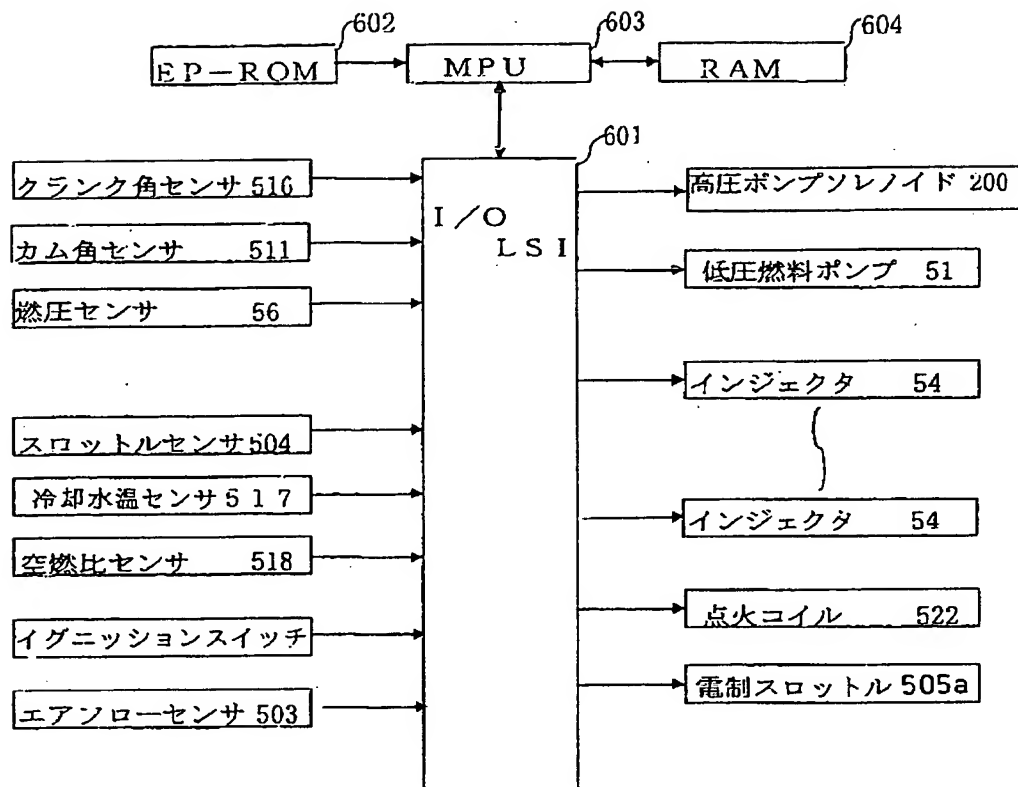 602
603
604
EP-ROM
MPU
RAM
601
I/O
LSI
クランク角センサ 516
カム角センサ 511
燃圧センサ 56
スロットルセンサ 504
冷却水温センサ 517
空燃比センサ 518
イグニッションスイッチ
エアソローセンサ 503
高圧ポンプソレノイド 200
低圧燃料ポンプ 51
インジェクタ 54
インジェクタ 54
点火コイル 522
電制スロットル 505a